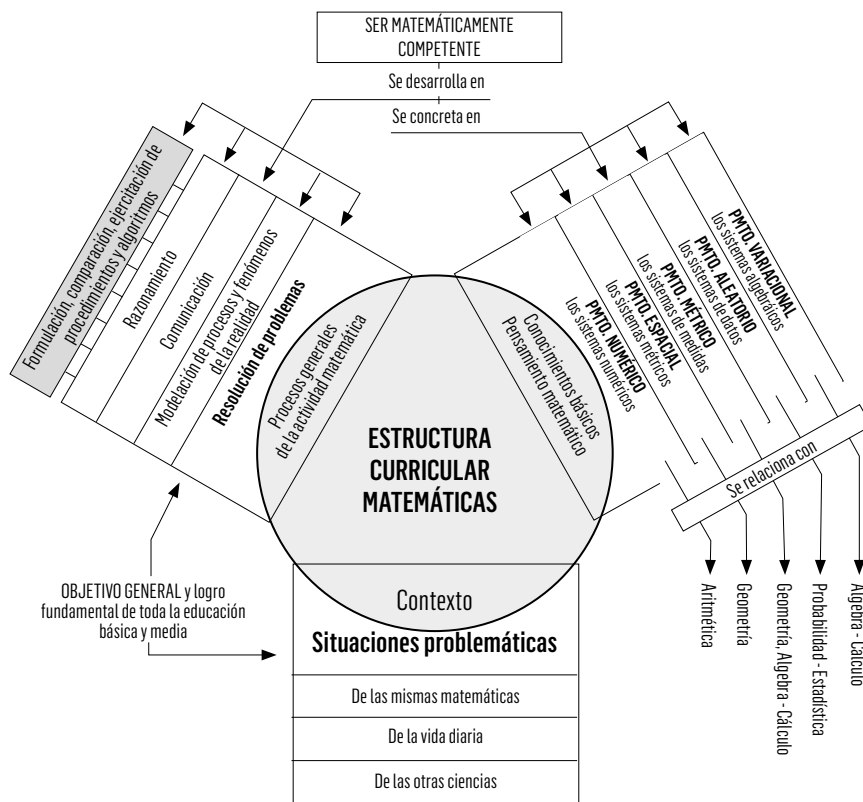 SER MATEMÁTICAMENTE
COMPETENTE
Se desarrolla en
Se concreta en
Formulación, comparación, ejercitación de
procedimientos y algoritmos
Razonamiento
Comunicación
Modelación de procesos y fenómenos
de la realidad
Resolución de problemas
Procesos generales
de la actividad matemática
Conocimientos básicos
Pensamiento matemático
PMTO. NUMÉRICO
los sistemas numéricos
PMTO. ESPACIAL
los sistemas métricos
PMTO. MÉTRICO
los sistemas de medidas
PMTO. ALEATORIO
los sistemas de datos
PMTO. VARIACIONAL
los sistemas algebráicos
ESTRUCTURA
CURRICULAR
MATEMÁTICAS
Se relaciona con
Aritmética
Geometría
Geometría, Algebra - Cálculo
Probabilidad - Estadística
Algebra - Cálculo
OBJETIVO GENERAL y logro
fundamental de toda la educación
básica y media
Contexto
Situaciones problemáticas
De las mismas matemáticas
De la vida diaria
De las otras ciencias